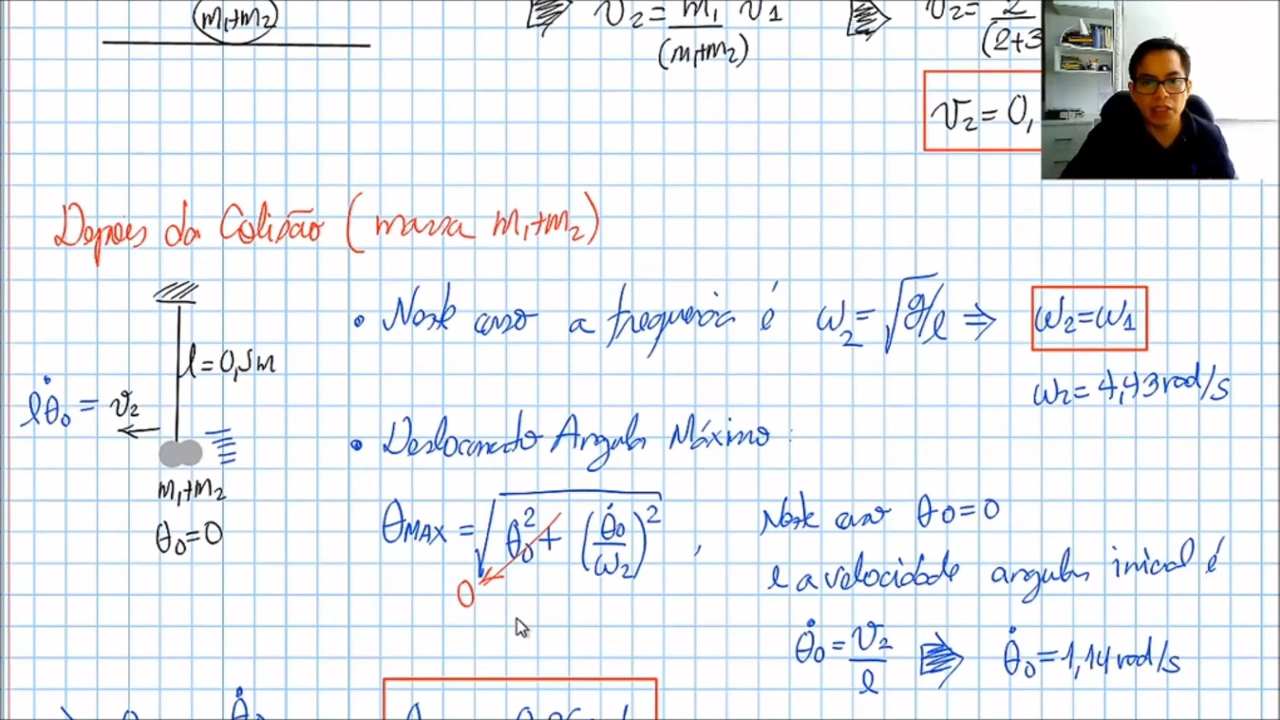 m₁+m₂
v₂ = m₁/(m₁+m₂) v₁
v₂ = 2/(2+3
v₂ = 0,
Depois da Colisão (massa m₁+m₂)
• Neste caso a frequência é ω₂ = √g/l ⇒ ω₂=ω₁
ω₂ = 4,43 rad/s
l = 0,5m
lθ̇₀ = v₂
m₁+m₂
θ₀=0
• Deslocamento Angular Máximo:
θMAX = √θ₀² + (θ̇₀/ω₂)² ,
0
Neste caso θ₀=0
e a velocidade angular inicial é
θ̇₀ = v₂/l
θ̇₀ = 1,14 rad/s